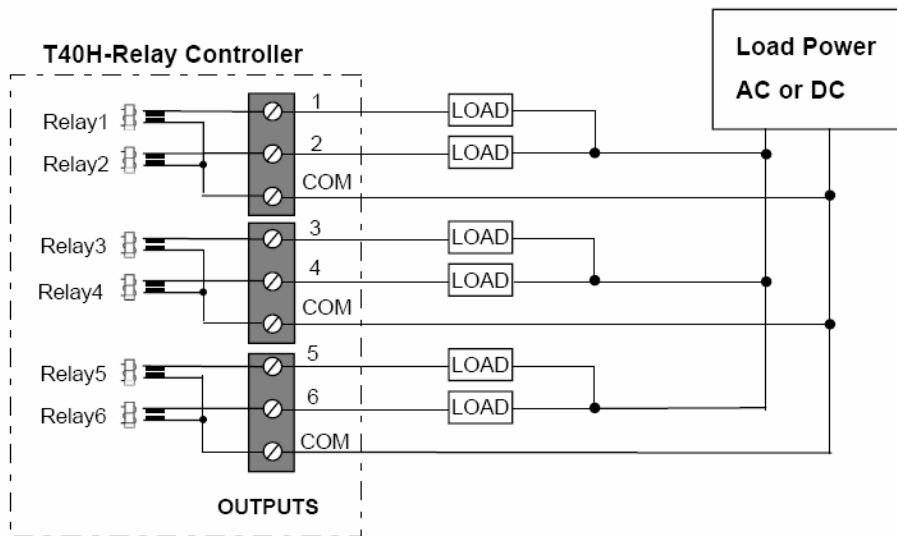 T40H-Relay Controller
Load Power
AC or DC
Relay1
1
LOAD
Relay2
2
LOAD
COM
Relay3
3
LOAD
Relay4
4
LOAD
COM
Relay5
5
LOAD
Relay6
6
LOAD
COM
OUTPUTS